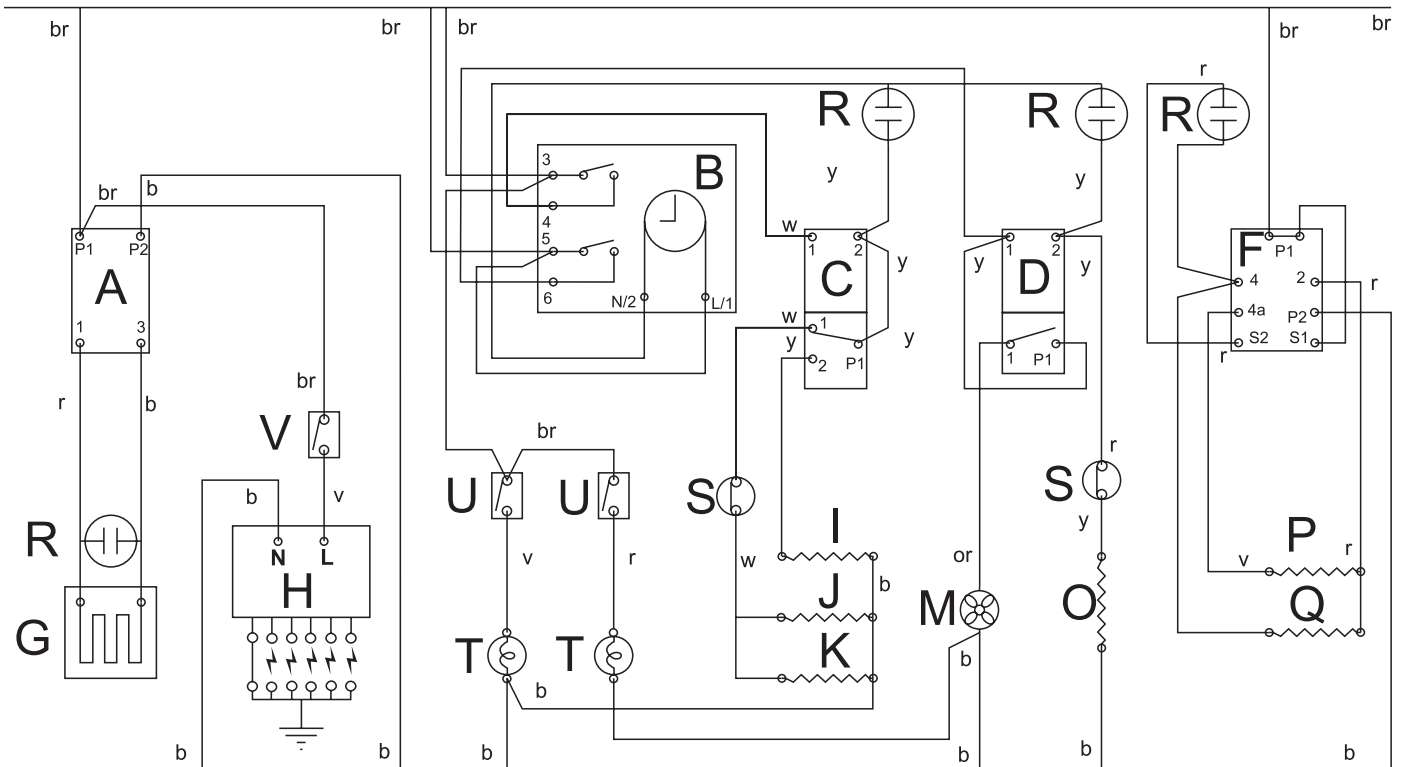 br br br br br
r
R R R
B
3
4
5
6
N/2 L/1
y y
br b
P1 P2
A
1 3
w
1 2
C
y
w 1
y
2 P1
y
y 1 2 y
D
1 P1
F
P1
4 2
4a P2
S2 S1
r
r
r b
br
V
v
b
N L
H
R
G
br
U U
v r
T T
b
S
w
I
b
J
K
or
M
b
r
S
y
O
v P r
Q
b b b b b b